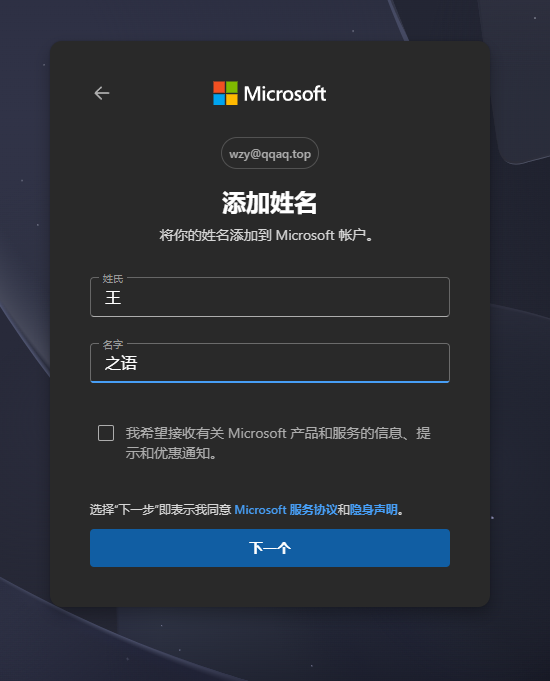 Microsoft
wzy@qqaq.top
添加姓名
将你的姓名添加到 Microsoft 帐户。
姓氏
王
名字
之语
我希望接收有关 Microsoft 产品和服务的信息、提
示和优惠通知。
选择“下一步”即表示我同意 Microsoft 服务协议和隐身声明。
下一个